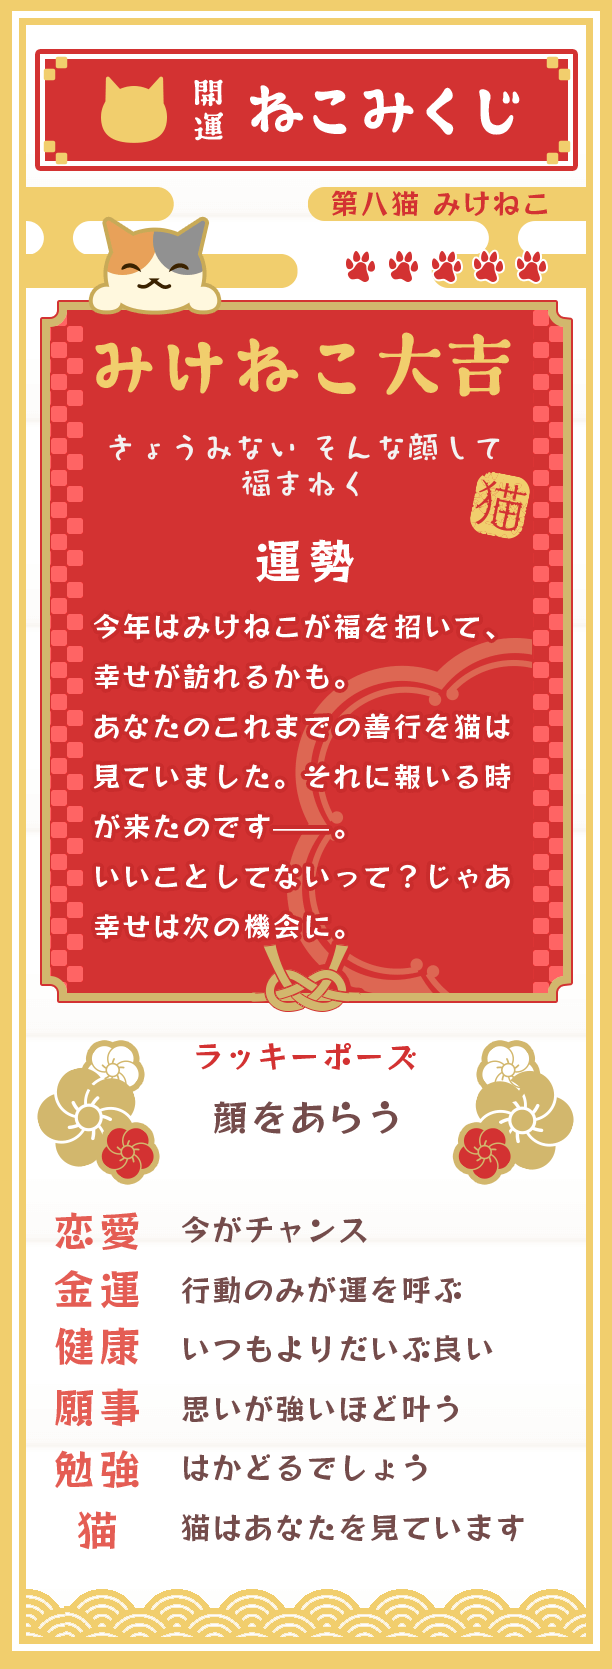 開運 ねこみくじ
第八猫 みけねこ
みけねこ大吉
きょうみない そんな顔して
福まねく
猫
運勢
今年はみけねこが福を招いて、
幸せが訪れるかも。
あなたのこれまでの善行を猫は
見ていました。それに報いる時
が来たのです――。
いいことしてないって？じゃあ
幸せは次の機会に。
ラッキーポーズ
顔をあらう
恋愛 今がチャンス
金運 行動のみが運を呼ぶ
健康 いつもよりだいぶ良い
願事 思いが強いほど叶う
勉強 はかどるでしょう
猫 猫はあなたを見ています